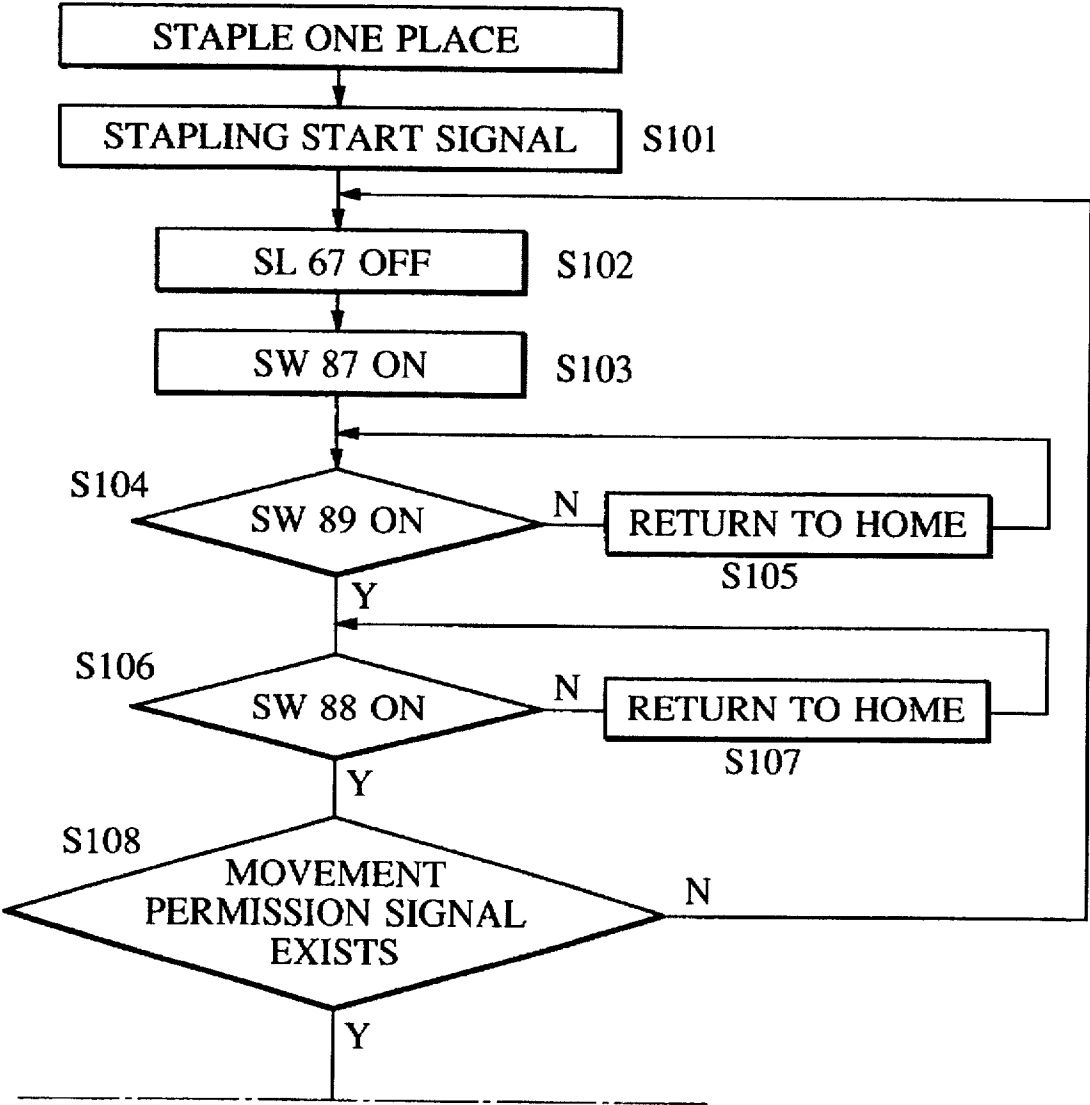 STAPLE ONE PLACE
STAPLING START SIGNAL S101
SL 67 OFF S102
SW 87 ON S103
S104
SW 89 ON N RETURN TO HOME
S105
Y
S106
SW 88 ON N RETURN TO HOME
S107
Y
S108
MOVEMENT
PERMISSION SIGNAL
EXISTS
N
Y